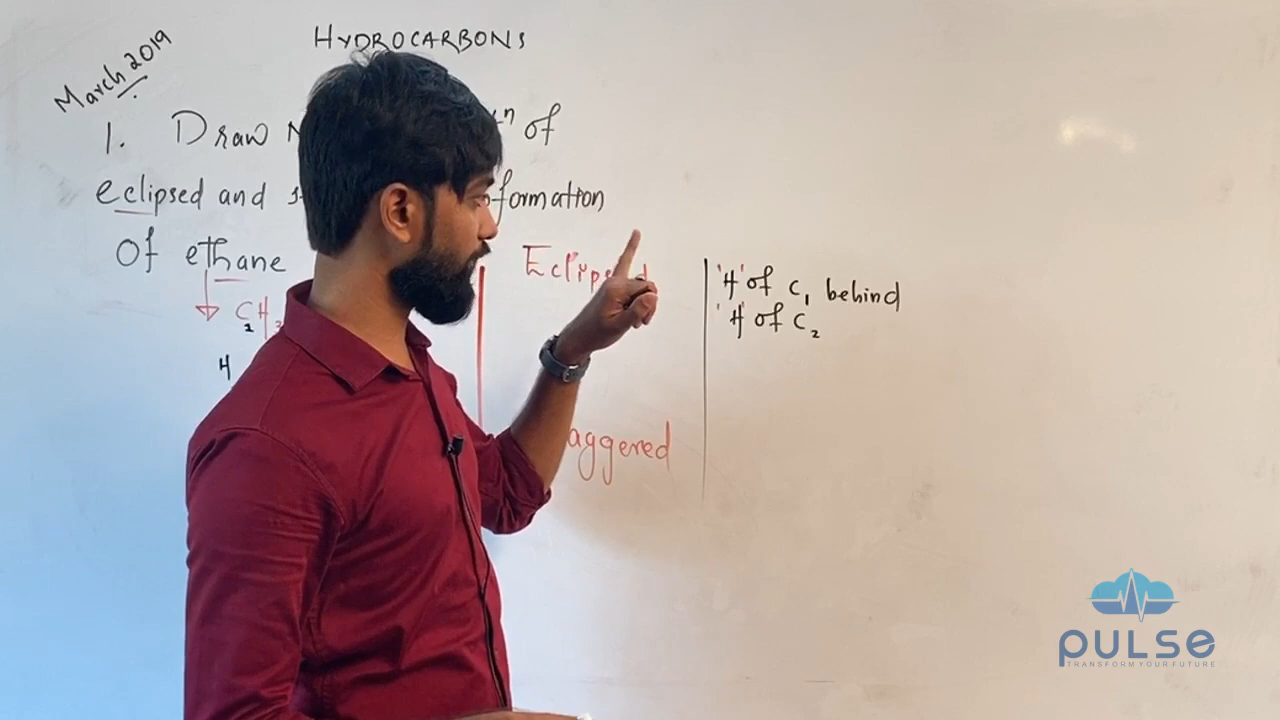 HYDROCARBONS
March 2019
1. Draw of
eclipsed and formation
Of ethane
C2H
H
Eclipsed
aggered
'H' of C1 behind
'H' of C2
PULSE
TRANSFORM YOUR FUTURE